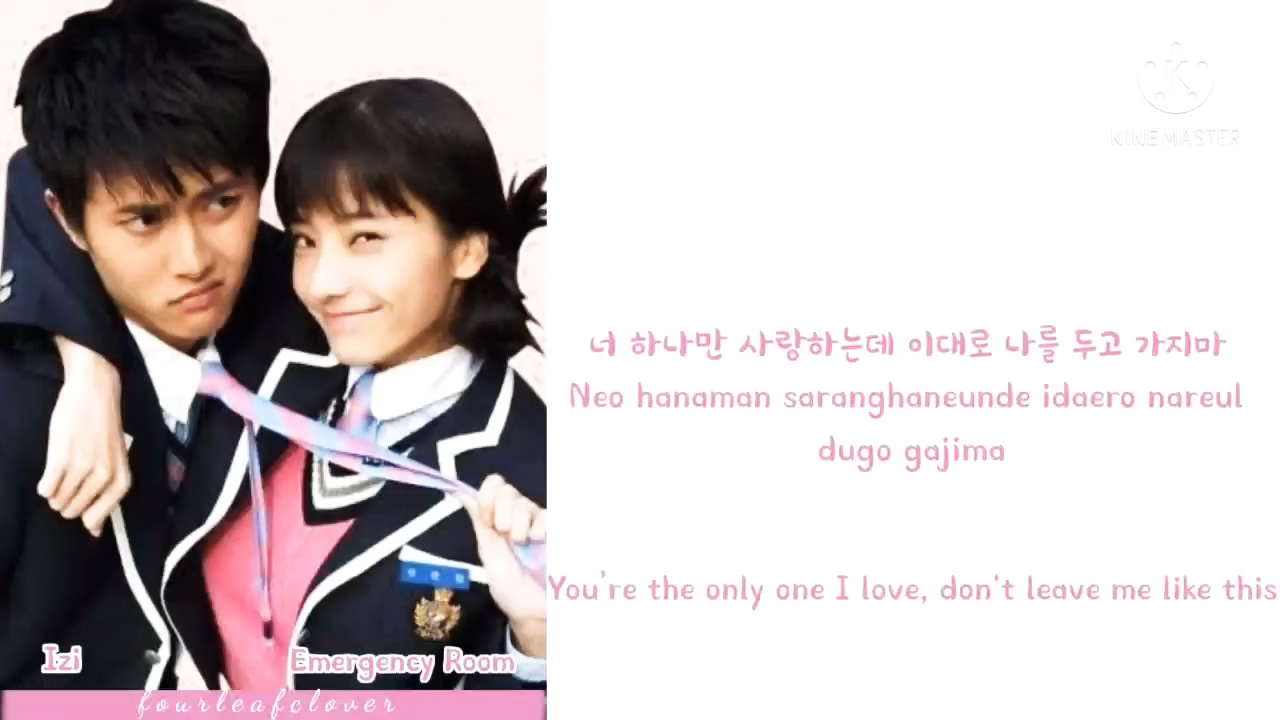 KINEMASTER
너 하나만 사랑하는데 이대로 나를 두고 가지마
Neo hanaman saranghaneunde idaero nareul
dugo gajima
You're the only one I love, don't leave me like this
Izi
Emergency Room
fourleafclover